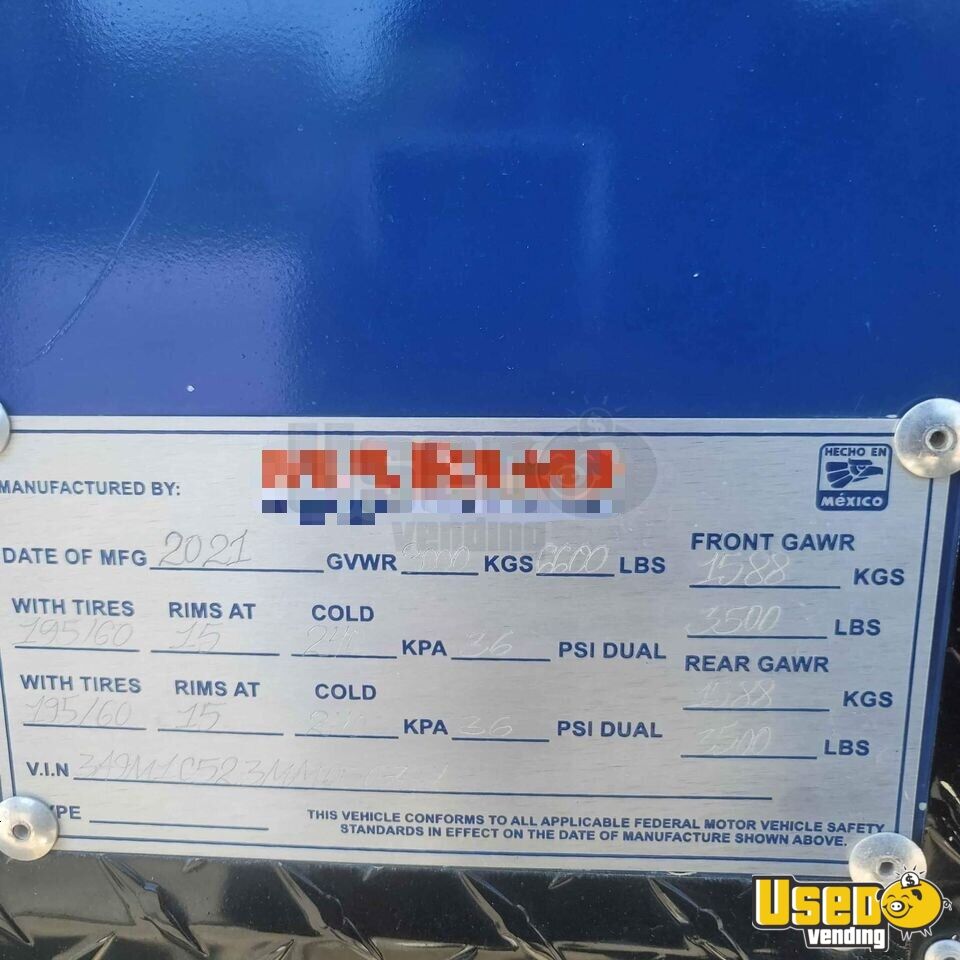 HECHO EN
MÉXICO
MANUFACTURED BY:
vending
DATE OF MFG 2021 GVWR KGS 6600 LBS
FRONT GAWR
1588 KGS
WITH TIRES RIMS AT COLD
3500 LBS
195/60 15 KPA 36 PSI DUAL
REAR GAWR
WITH TIRES RIMS AT COLD
1588 KGS
195/60 15 KPA 36 PSI DUAL
3500 LBS
V.I.N
THIS VEHICLE CONFORMS TO ALL APPLICABLE FEDERAL MOTOR VEHICLE SAFETY
STANDARDS IN EFFECT ON THE DATE OF MANUFACTURE SHOWN ABOVE.
USED
vending